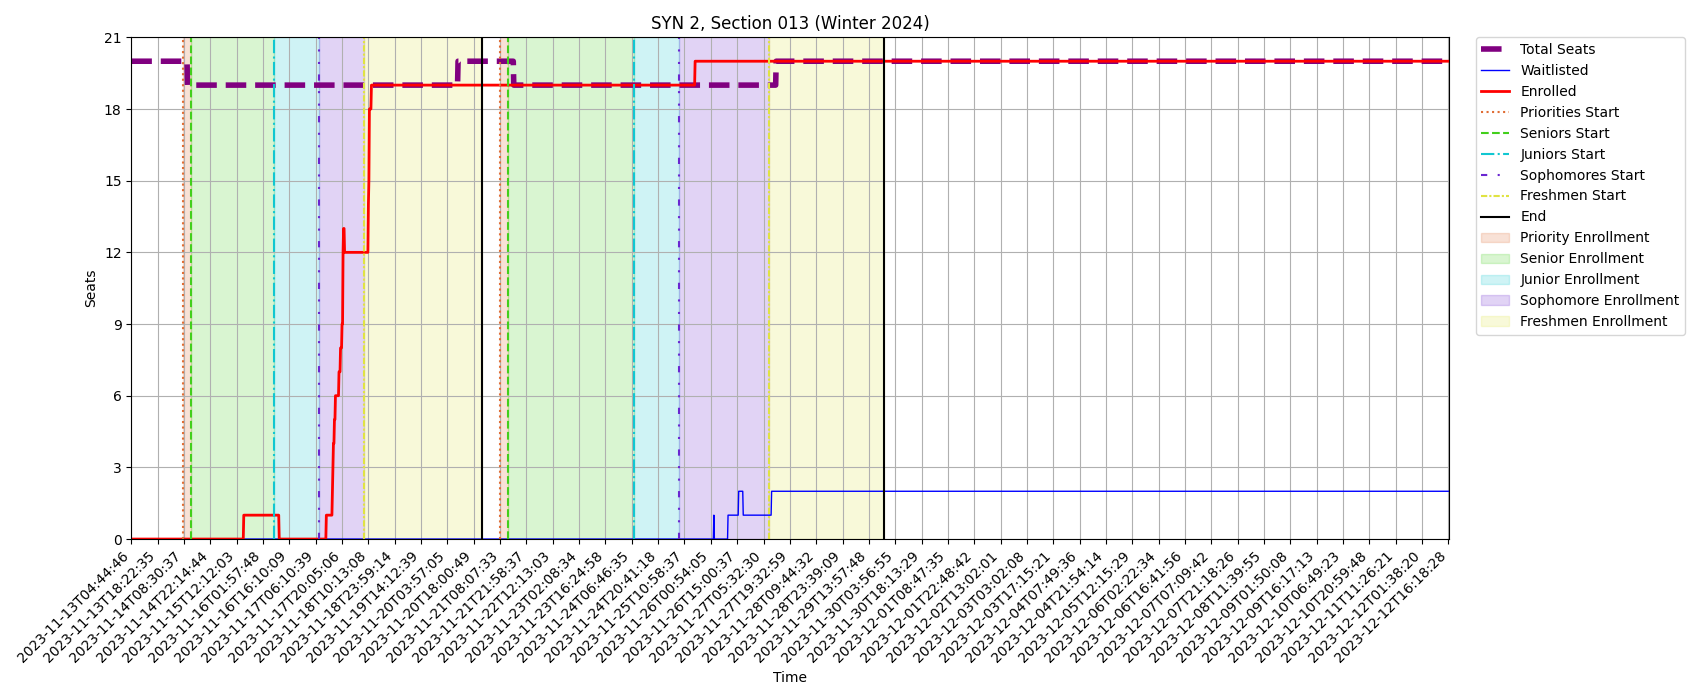 SYN 2, Section 013 (Winter 2024)
21
18
15
12
9
6
3
0
Seats
2023-11-13T04:44:46
2023-11-13T18:22:35
2023-11-14T08:30:37
2023-11-14T22:14:44
2023-11-15T12:12:03
2023-11-16T01:57:48
2023-11-16T16:10:09
2023-11-17T06:10:39
2023-11-17T20:05:06
2023-11-18T10:13:08
2023-11-18T23:59:14
2023-11-19T14:12:39
2023-11-20T03:57:05
2023-11-20T18:00:49
2023-11-21T08:07:33
2023-11-21T21:58:37
2023-11-22T12:13:03
2023-11-23T02:08:34
2023-11-23T16:24:58
2023-11-24T06:46:35
2023-11-24T20:41:18
2023-11-25T10:58:37
2023-11-26T00:54:05
2023-11-26T15:00:37
2023-11-27T05:32:30
2023-11-27T19:32:59
2023-11-28T09:44:32
2023-11-28T23:39:09
2023-11-29T13:57:48
2023-11-30T03:56:55
2023-11-30T18:13:29
2023-12-01T08:47:35
2023-12-01T22:48:42
2023-12-02T13:02:01
2023-12-03T03:02:08
2023-12-03T17:15:21
2023-12-04T07:49:36
2023-12-04T21:54:14
2023-12-05T12:15:29
2023-12-06T02:22:34
2023-12-06T16:41:56
2023-12-07T07:09:42
2023-12-07T21:18:26
2023-12-08T11:39:55
2023-12-09T01:50:08
2023-12-09T16:17:13
2023-12-10T06:49:23
2023-12-10T20:59:48
2023-12-11T11:26:21
2023-12-12T01:38:20
2023-12-12T16:18:28
Time
Total Seats
Waitlisted
Enrolled
Priorities Start
Seniors Start
Juniors Start
Sophomores Start
Freshmen Start
End
Priority Enrollment
Senior Enrollment
Junior Enrollment
Sophomore Enrollment
Freshmen Enrollment